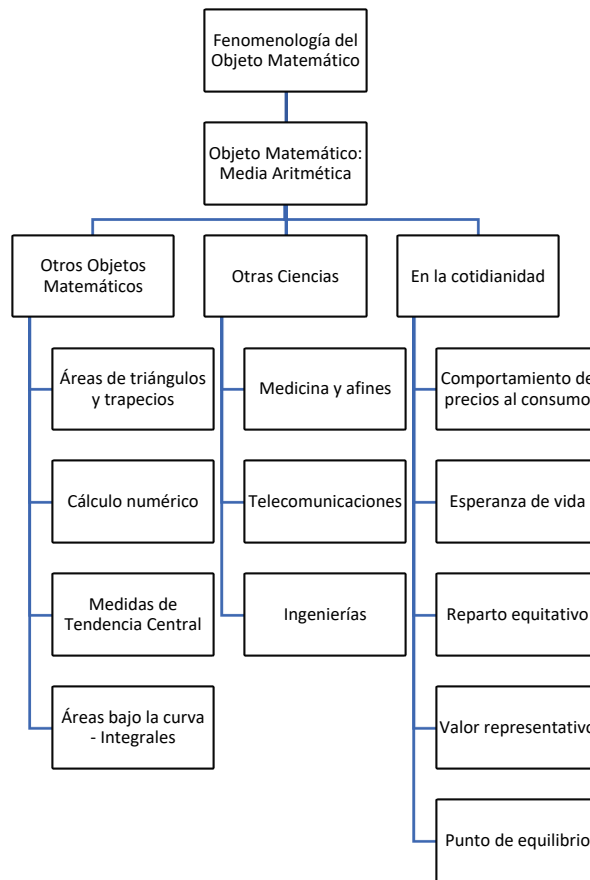 Fenomenología del
Objeto Matemático
Objeto Matemático:
Media Aritmética
Otros Objetos
Matemáticos
Áreas de triángulos
y trapecios
Cálculo numérico
Medidas de
Tendencia Central
Áreas bajo la curva
- Integrales
Otras Ciencias
Medicina y afines
Telecomunicaciones
Ingenierías
En la cotidianidad
Comportamiento de
precios al consumo
Esperanza de vida
Reparto equitativo
Valor representativo
Punto de equilibrio